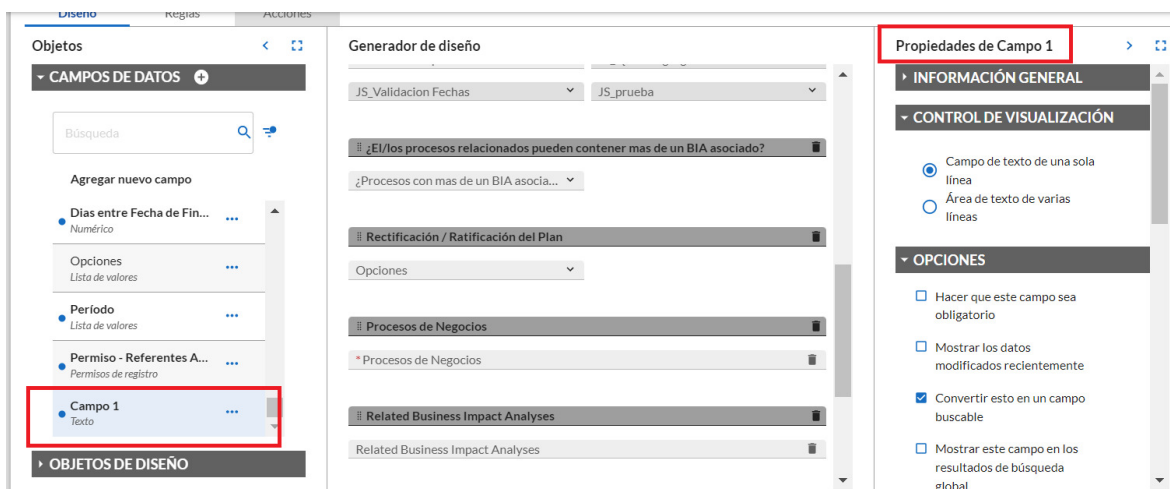 Diseño Reglas Acciones
Objetos
CAMPOS DE DATOS
Búsqueda
Agregar nuevo campo
Dias entre Fecha de Fin...
Numérico
Opciones
Lista de valores
Período
Lista de valores
Permiso - Referentes A...
Permisos de registro
Campo 1
Texto
OBJETOS DE DISEÑO
Generador de diseño
JS_Validacion Fechas JS_prueba
¿El/los procesos relacionados pueden contener mas de un BIA asociado?
¿Procesos con mas de un BIA asocia...
Rectificación / Ratificación del Plan
Opciones
Procesos de Negocios
*Procesos de Negocios
Related Business Impact Analyses
Related Business Impact Analyses
Propiedades de Campo 1
INFORMACIÓN GENERAL
CONTROL DE VISUALIZACIÓN
Campo de texto de una sola
línea
Área de texto de varias
líneas
OPCIONES
Hacer que este campo sea
obligatorio
Mostrar los datos
modificados recientemente
Convertir esto en un campo
buscable
Mostrar este campo en los
resultados de búsqueda
global